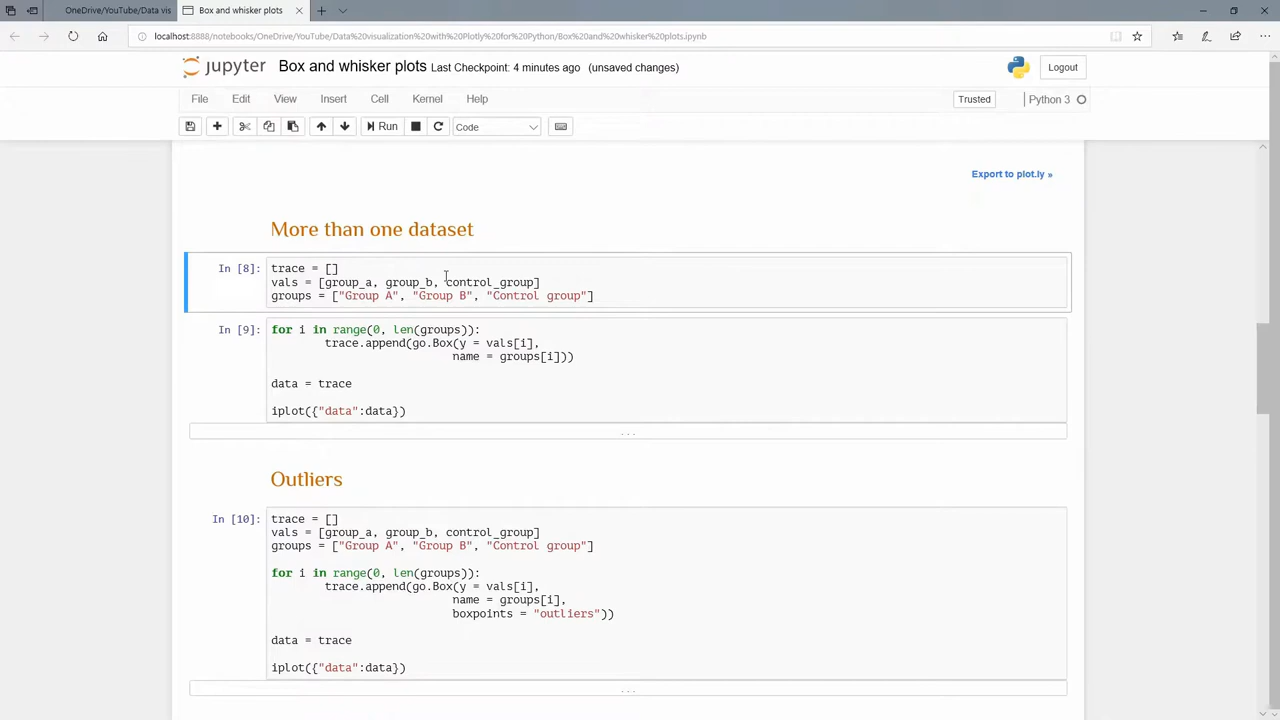 OneDrive/YouTube/Data vis
Box and whisker plots
localhost:8888/notebooks/OneDrive/YouTube/Data%20visualization%20with%20Plotly%20for%20Python/Box%20and%20whisker%20plots.ipynb
jupyter Box and whisker plots Last Checkpoint: 4 minutes ago (unsaved changes)
Logout
File Edit View Insert Cell Kernel Help
Trusted
Python 3
Run
Code
Export to plot.ly »
More than one dataset
In [8]:
trace = []
vals = [group_a, group_b, control_group]
groups = ["Group A", "Group B", "Control group"]
In [9]:
for i in range(0, len(groups)):
trace.append(go.Box(y = vals[i],
name = groups[i]))
data = trace
iplot({"data":data})
...
Outliers
In [10]:
trace = []
vals = [group_a, group_b, control_group]
groups = ["Group A", "Group B", "Control group"]
for i in range(0, len(groups)):
trace.append(go.Box(y = vals[i],
name = groups[i],
boxpoints = "outliers"))
data = trace
iplot({"data":data})
...